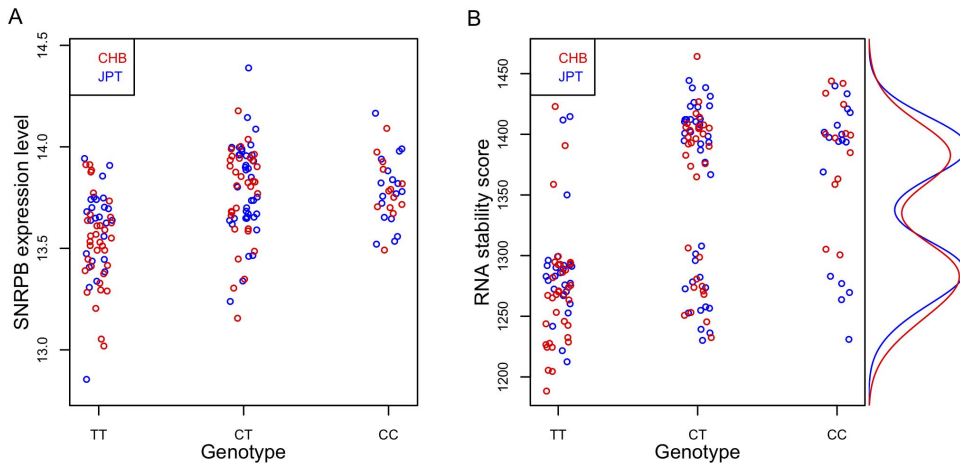 A
SNRPB expression level
14.5
14.0
13.5
13.0
CHB
JPT
TT
CT
CC
Genotype
B
RNA stability score
1450
1400
1350
1300
1250
1200
CHB
JPT
TT
CT
CC
Genotype